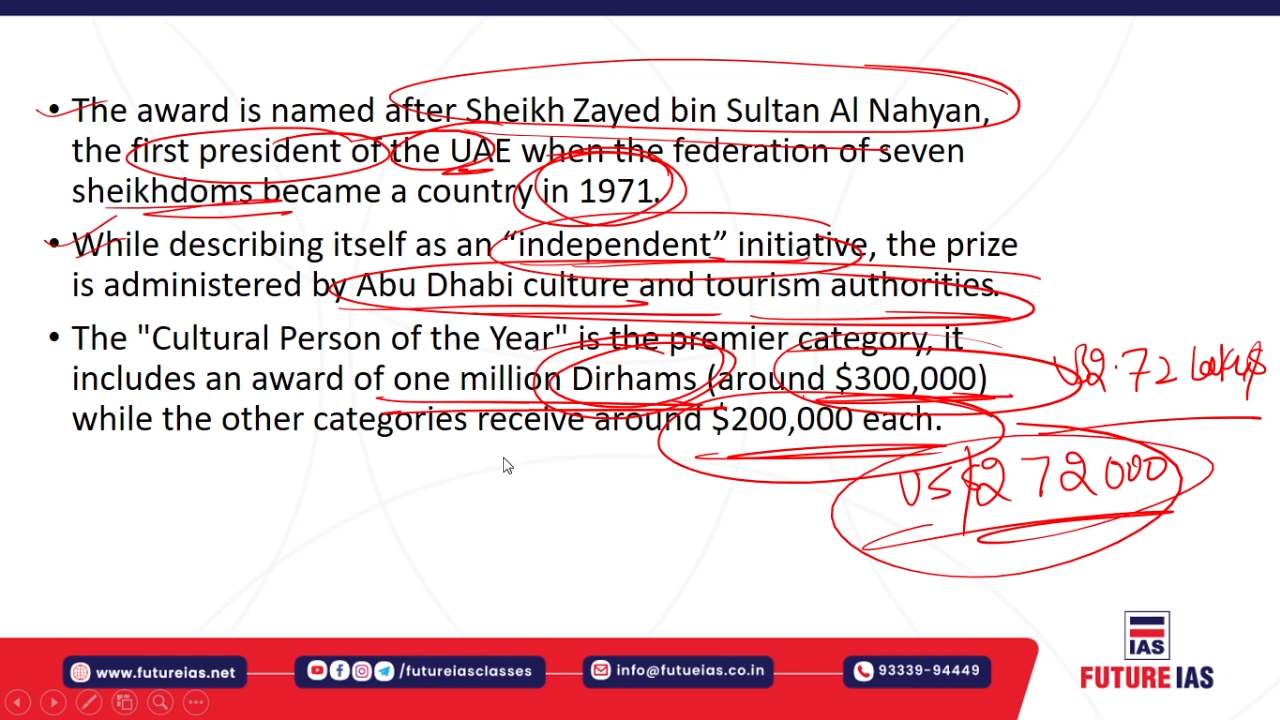 • The award is named after Sheikh Zayed bin Sultan Al Nahyan,
the first president of the UAE when the federation of seven
sheikhdoms became a country in 1971.
• While describing itself as an “independent” initiative, the prize
is administered by Abu Dhabi culture and tourism authorities.
• The "Cultural Person of the Year" is the premier category, it
includes an award of one million Dirhams (around $300,000)
while the other categories receive around $200,000 each.
2.72 lakhs
US $272000
IAS
FUTURE IAS
www.futureias.net
/futureiasclasses
info@futueias.co.in
93339-94449